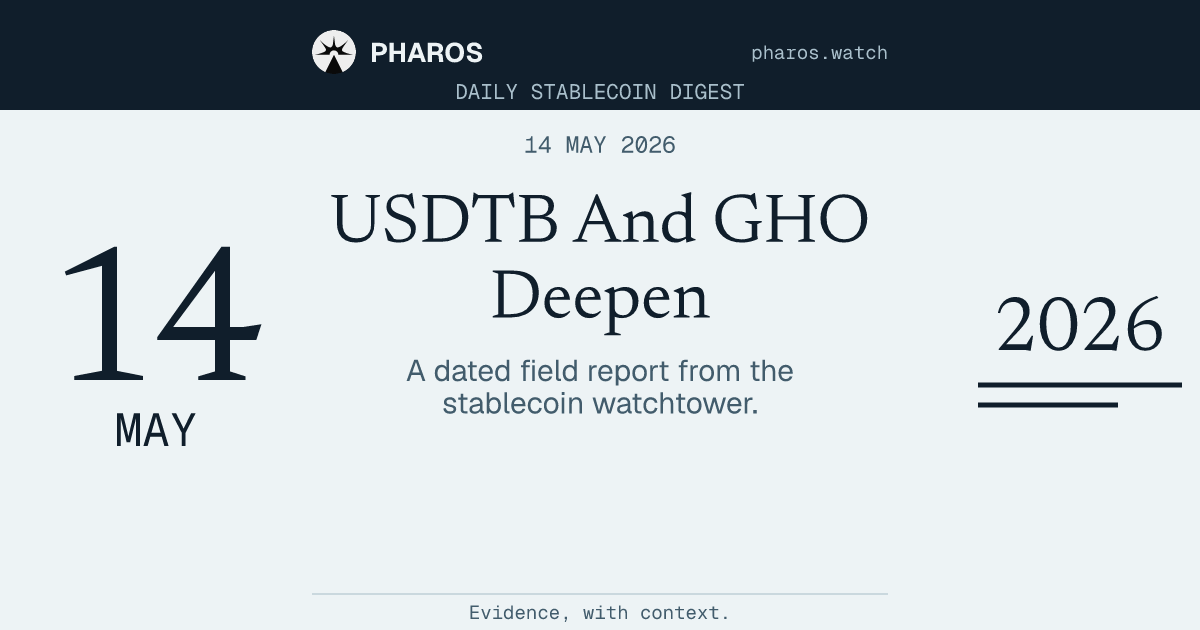 PHAROS
pharos.watch
DAILY STABLECOIN DIGEST
14 MAY 2026
USDTB And GHO
Deepen
A dated field report from the
stablecoin watchtower.
14
MAY
2026
Evidence, with context.